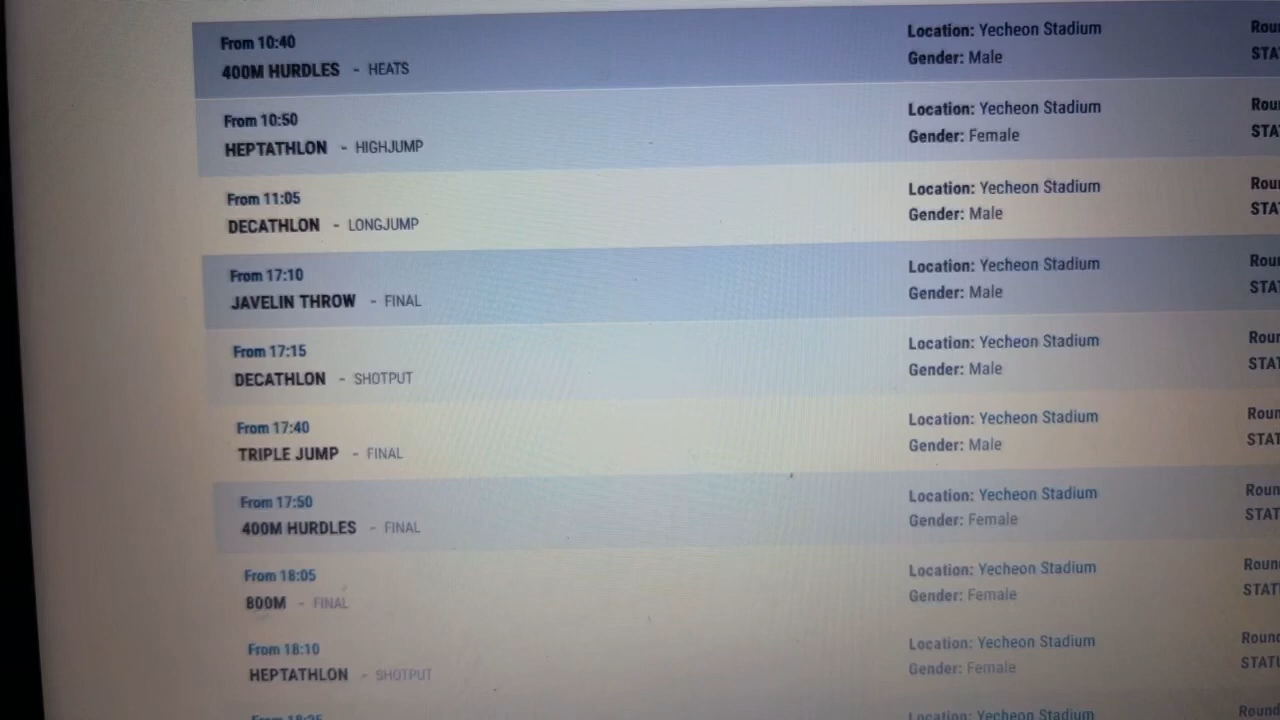 From 10:40
400M HURDLES - HEATS
Location: Yecheon Stadium
Gender: Male
From 10:50
HEPTATHLON - HIGHJUMP
Location: Yecheon Stadium
Gender: Female
From 11:05
DECATHLON - LONGJUMP
Location: Yecheon Stadium
Gender: Male
From 17:10
JAVELIN THROW - FINAL
Location: Yecheon Stadium
Gender: Male
From 17:15
DECATHLON - SHOTPUT
Location: Yecheon Stadium
Gender: Male
From 17:40
TRIPLE JUMP - FINAL
Location: Yecheon Stadium
Gender: Male
From 17:50
400M HURDLES - FINAL
Location: Yecheon Stadium
Gender: Female
From 18:05
800M - FINAL
Location: Yecheon Stadium
Gender: Female
From 18:10
HEPTATHLON - SHOTPUT
Location: Yecheon Stadium
Gender: Female
Location: Yecheon Stadium